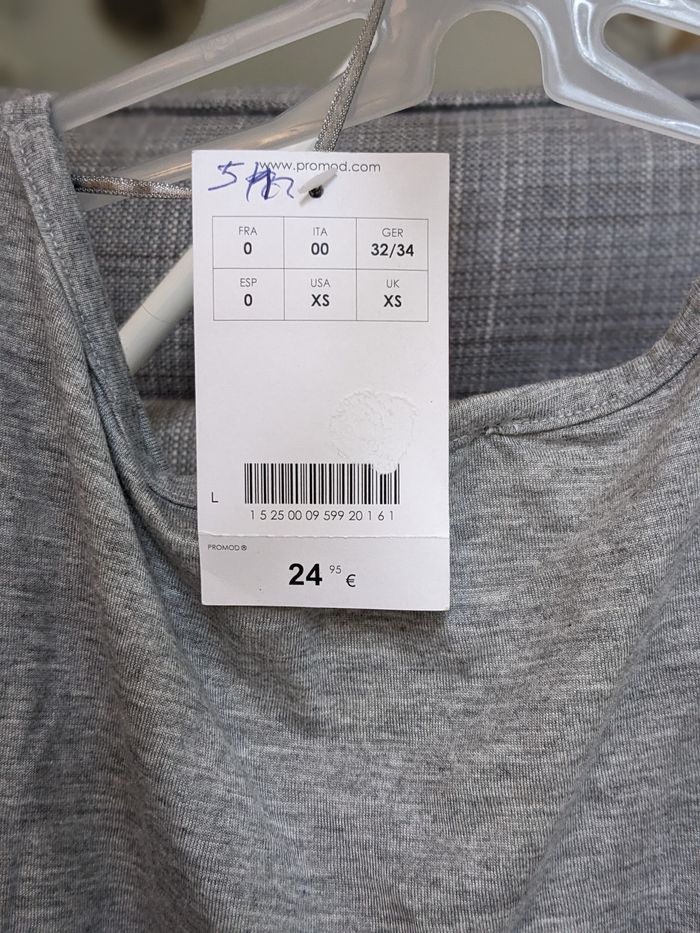 www.promod.com
FRA ITA GER
0 00 32/34
ESP USA UK
0 XS XS
L
1 5 25 00 09 599 20 1 6 1
PROMOD®
24 95 €